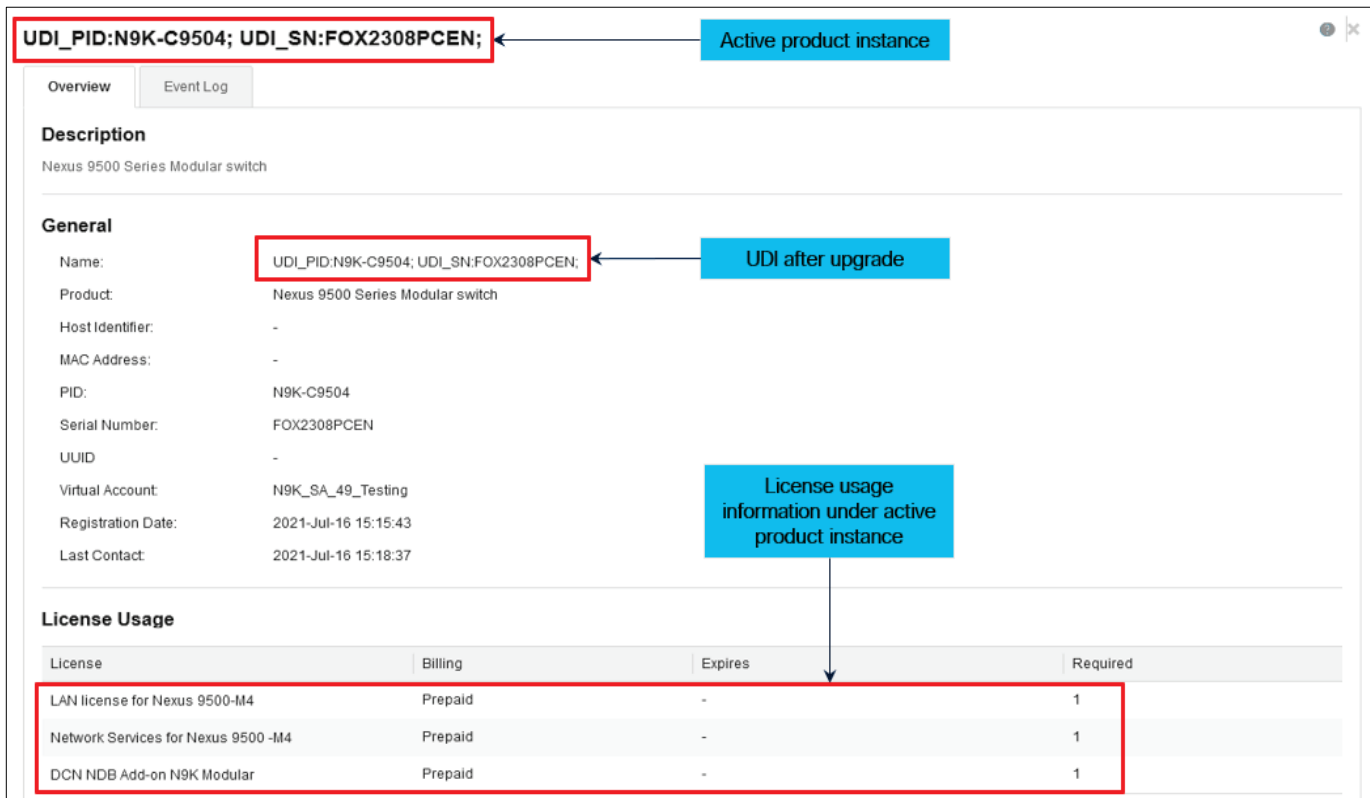 UDI_PID:N9K-C9504; UDI_SN:FOX2308PCEN;
Active product instance
Overview
Event Log
Description
Nexus 9500 Series Modular switch
General
Name:
UDI_PID:N9K-C9504; UDI_SN:FOX2308PCEN;
UDI after upgrade
Product:
Nexus 9500 Series Modular switch
Host Identifier:
-
MAC Address:
-
PID:
N9K-C9504
Serial Number:
FOX2308PCEN
UUID
-
Virtual Account:
N9K_SA_49_Testing
Registration Date:
2021-Jul-16 15:15:43
Last Contact:
2021-Jul-16 15:18:37
License usage
information under active
product instance
License Usage
License Billing Expires Required
LAN license for Nexus 9500-M4 Prepaid - 1
Network Services for Nexus 9500 -M4 Prepaid - 1
DCN NDB Add-on N9K Modular Prepaid - 1